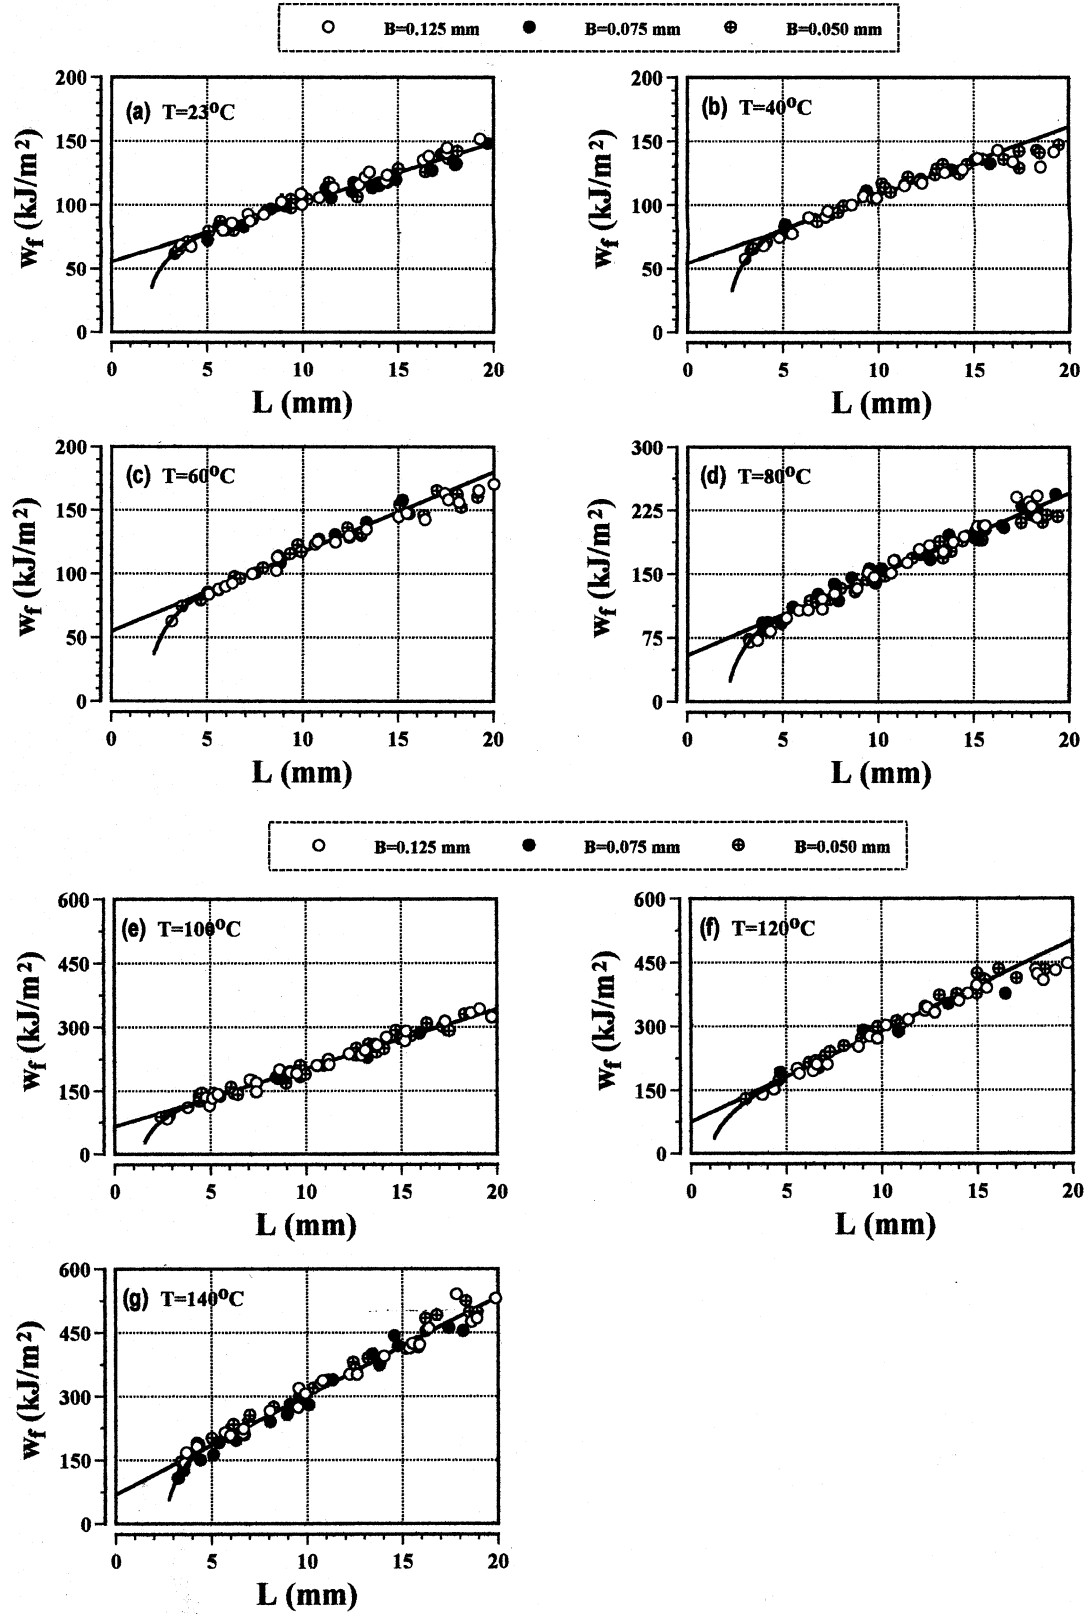 B=0.125 mm B=0.075 mm B=0.050 mm
(a) T=23°C
wf (kJ/m²)
200
150
100
50
0
0 5 10 15 20
L (mm)
(b) T=40°C
wf (kJ/m²)
200
150
100
50
0
0 5 10 15 20
L (mm)
(c) T=60°C
wf (kJ/m²)
200
150
100
50
0
0 5 10 15 20
L (mm)
(d) T=80°C
wf (kJ/m²)
300
225
150
75
0
0 5 10 15 20
L (mm)
B=0.125 mm B=0.075 mm B=0.050 mm
(e) T=100°C
wf (kJ/m²)
600
450
300
150
0
0 5 10 15 20
L (mm)
(f) T=120°C
wf (kJ/m²)
600
450
300
150
0
0 5 10 15 20
L (mm)
(g) T=140°C
wf (kJ/m²)
600
450
300
150
0
0 5 10 15 20
L (mm)